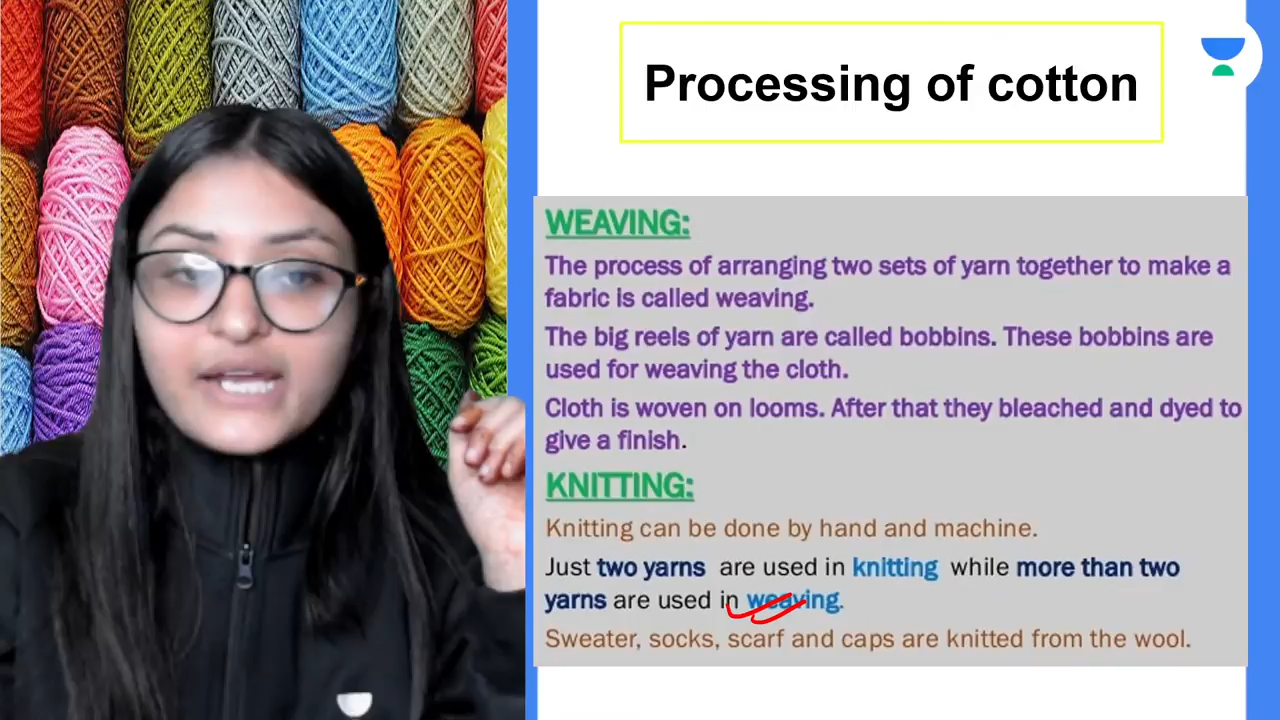 Processing of cotton
WEAVING:
The process of arranging two sets of yarn together to make a
fabric is called weaving.
The big reels of yarn are called bobbins. These bobbins are
used for weaving the cloth.
Cloth is woven on looms. After that they bleached and dyed to
give a finish.
KNITTING:
Knitting can be done by hand and machine.
Just two yarns are used in knitting while more than two
yarns are used in weaving.
Sweater, socks, scarf and caps are knitted from the wool.